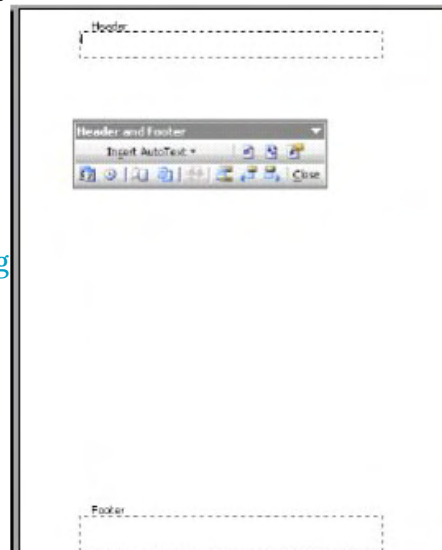 Header
Header and Footer
Insert AutoText
Close
g
Footer